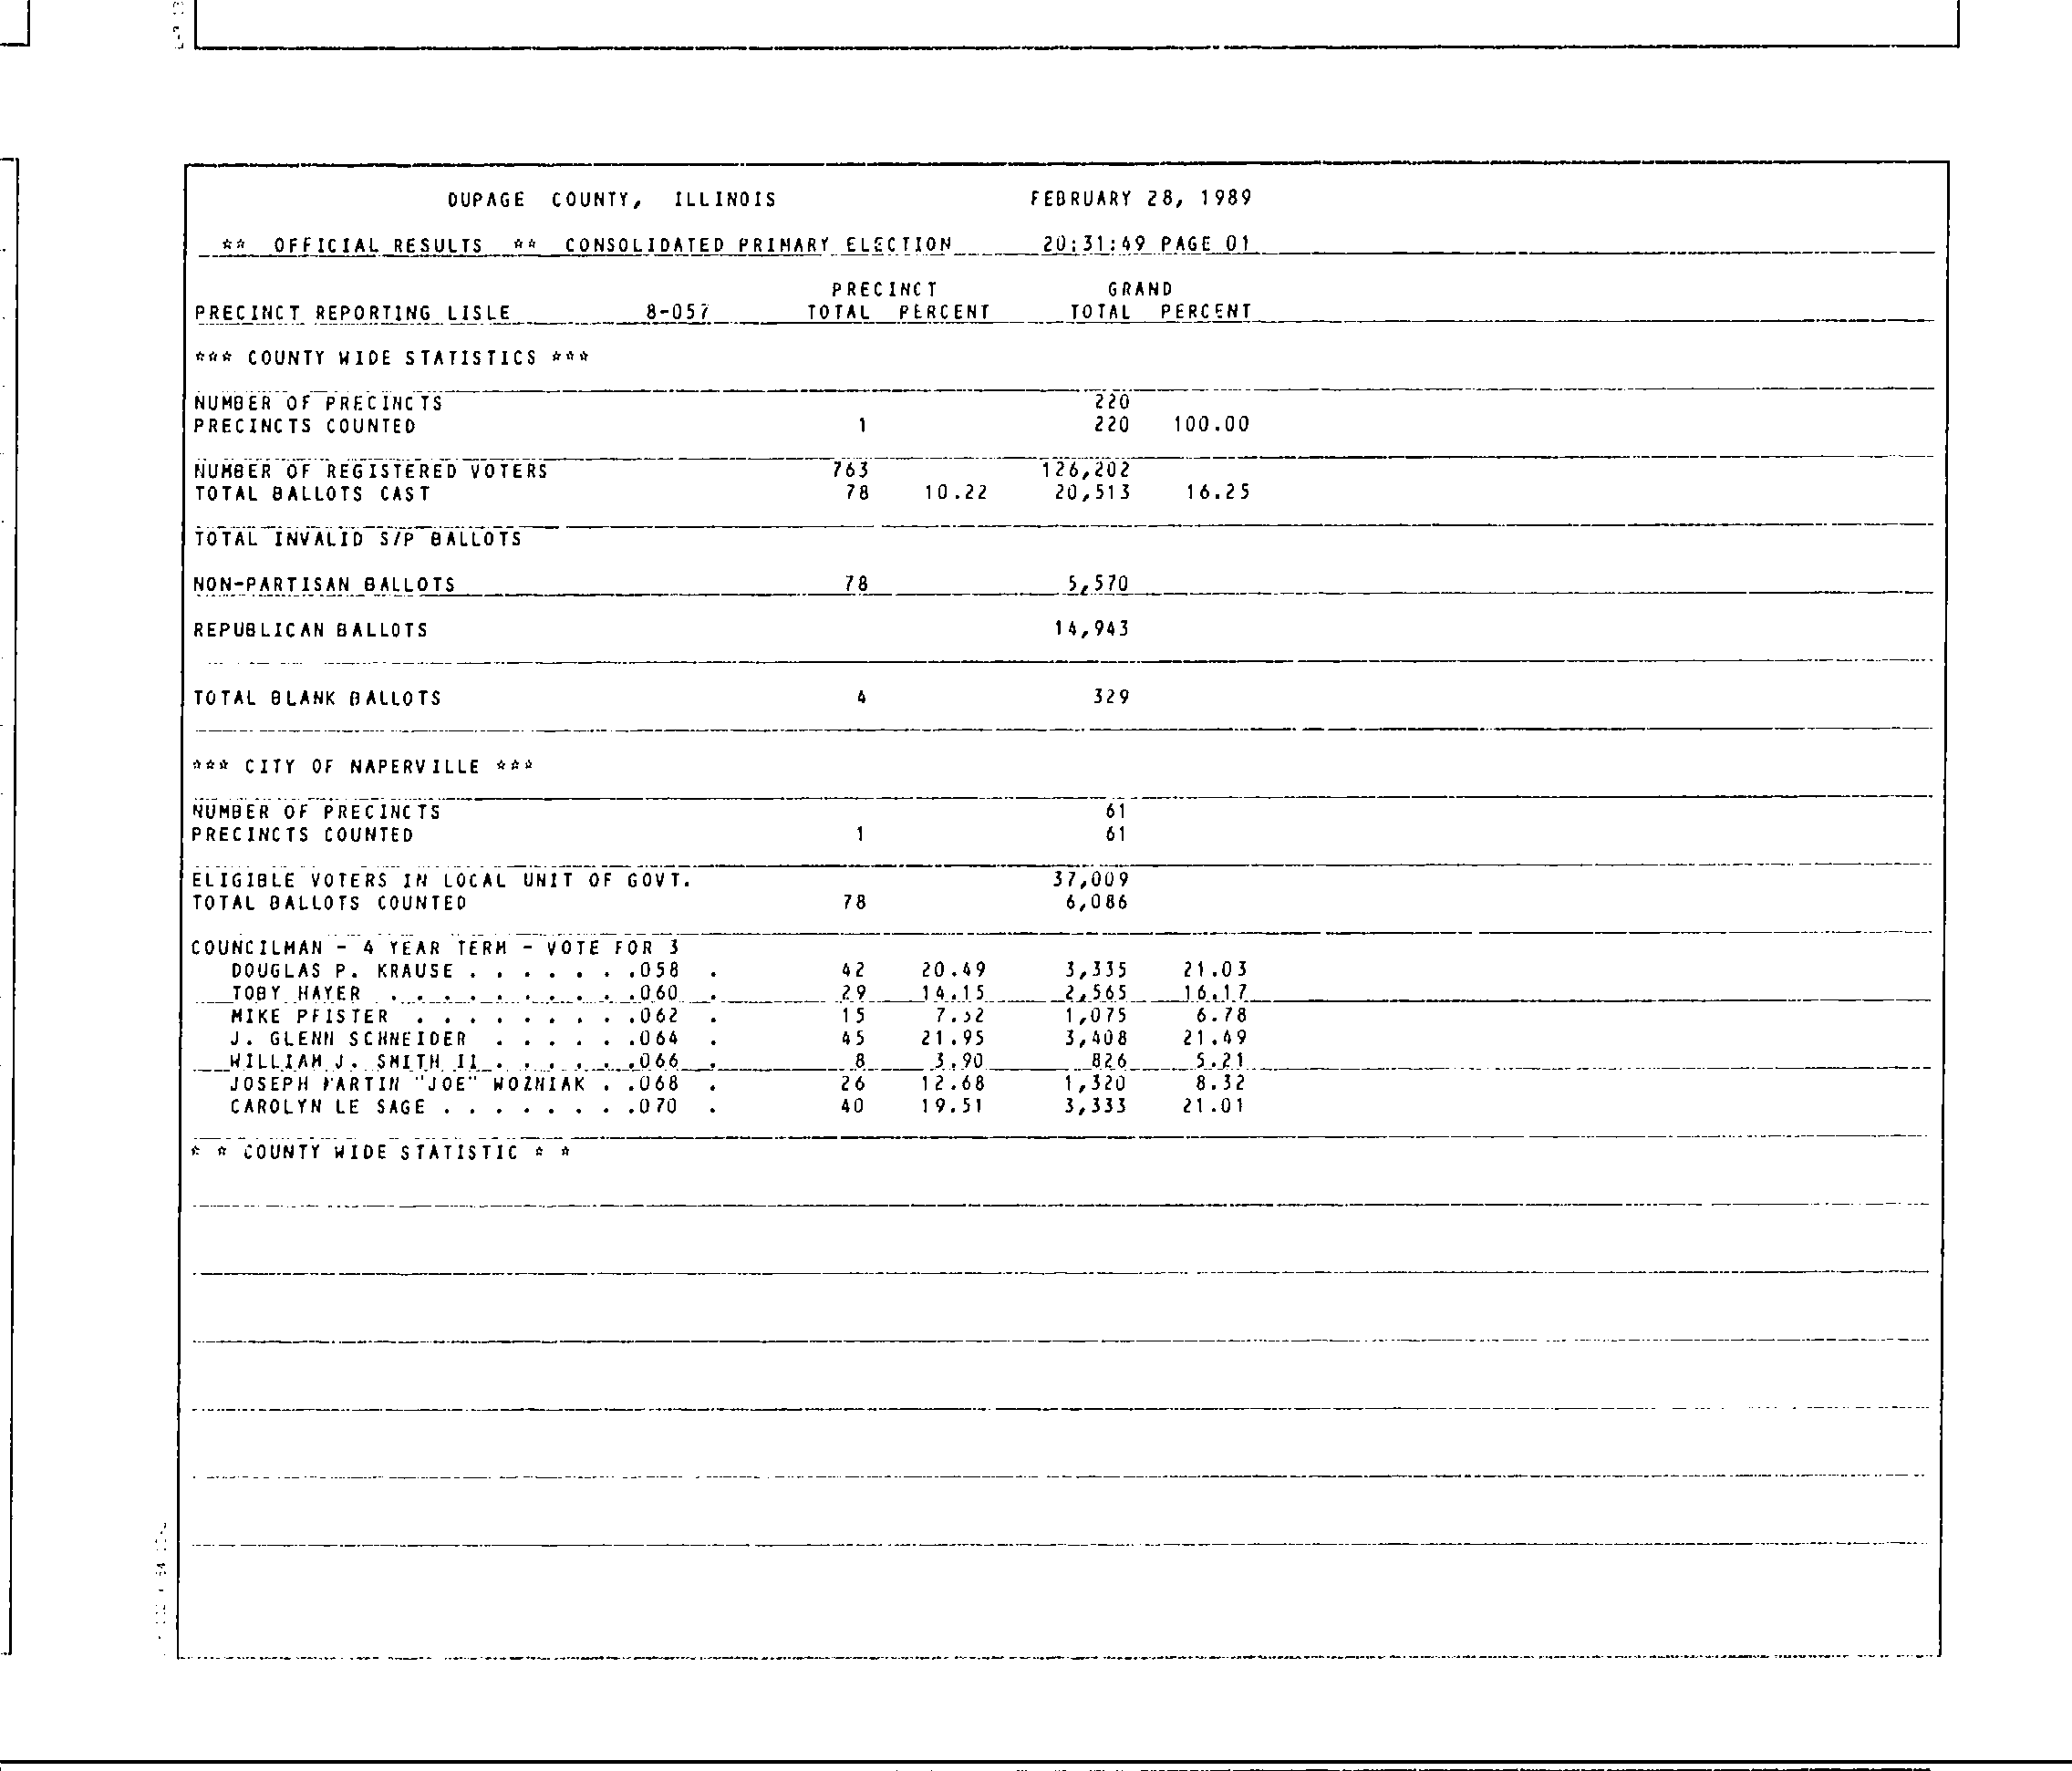 DUPAGE COUNTY, ILLINOIS FEBRUARY 28, 1989
** OFFICIAL RESULTS ** CONSOLIDATED PRIMARY ELECTION 20:31:49 PAGE 01
PRECINCT GRAND
PRECINCT REPORTING LISLE 8-057 TOTAL PERCENT TOTAL PERCENT
*** COUNTY WIDE STATISTICS ***
NUMBER OF PRECINCTS 220
PRECINCTS COUNTED 1 220 100.00
NUMBER OF REGISTERED VOTERS 763 126,202
TOTAL BALLOTS CAST 78 10.22 20,513 16.25
TOTAL INVALID S/P BALLOTS
NON-PARTISAN BALLOTS 78 5,570
REPUBLICAN BALLOTS 14,943
TOTAL BLANK BALLOTS 4 329
*** CITY OF NAPERVILLE ***
NUMBER OF PRECINCTS 61
PRECINCTS COUNTED 1 61
ELIGIBLE VOTERS IN LOCAL UNIT OF GOVT. 37,009
TOTAL BALLOTS COUNTED 78 6,086
COUNCILMAN - 4 YEAR TERM - VOTE FOR 3
DOUGLAS P. KRAUSE . . . . . . .058 . 42 20.49 3,335 21.03
TOBY HAYER . . . . . . . . . .060 . 29 14.15 2,565 16.17
MIKE PFISTER . . . . . . . . .062 . 15 7.32 1,075 6.78
J. GLENN SCHNEIDER . . . . . .064 . 45 21.95 3,408 21.49
WILLIAM J. SMITH II . . . . . .066 . 8 3.90 826 5.21
JOSEPH MARTIN "JOE" WOZNIAK . .068 . 26 12.68 1,320 8.32
CAROLYN LE SAGE . . . . . . . .070 . 40 19.51 3,333 21.01
* * COUNTY WIDE STATISTIC * *